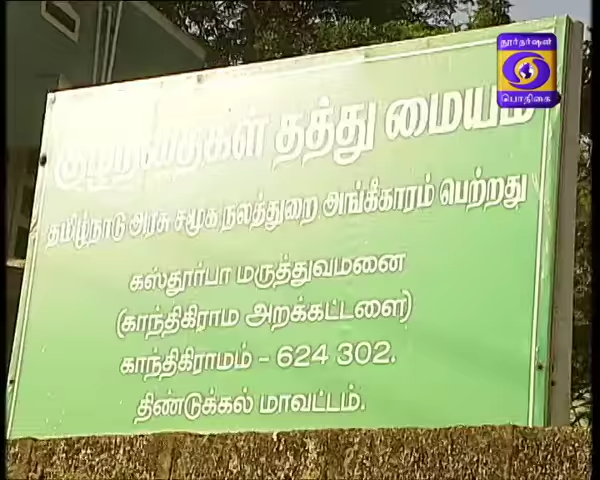 தூர்தர்ஷன்
பொதிகை
குழந்தைகள் தத்து மையம்
தமிழ்நாடு அரசு சமூக நலத்துறை அங்கீகாரம் பெற்றது
கஸ்தூர்பா மருத்துவமனை
(காந்திகிராம அறக்கட்டளை)
காந்திகிராமம் - 624 302.
திண்டுக்கல் மாவட்டம்.